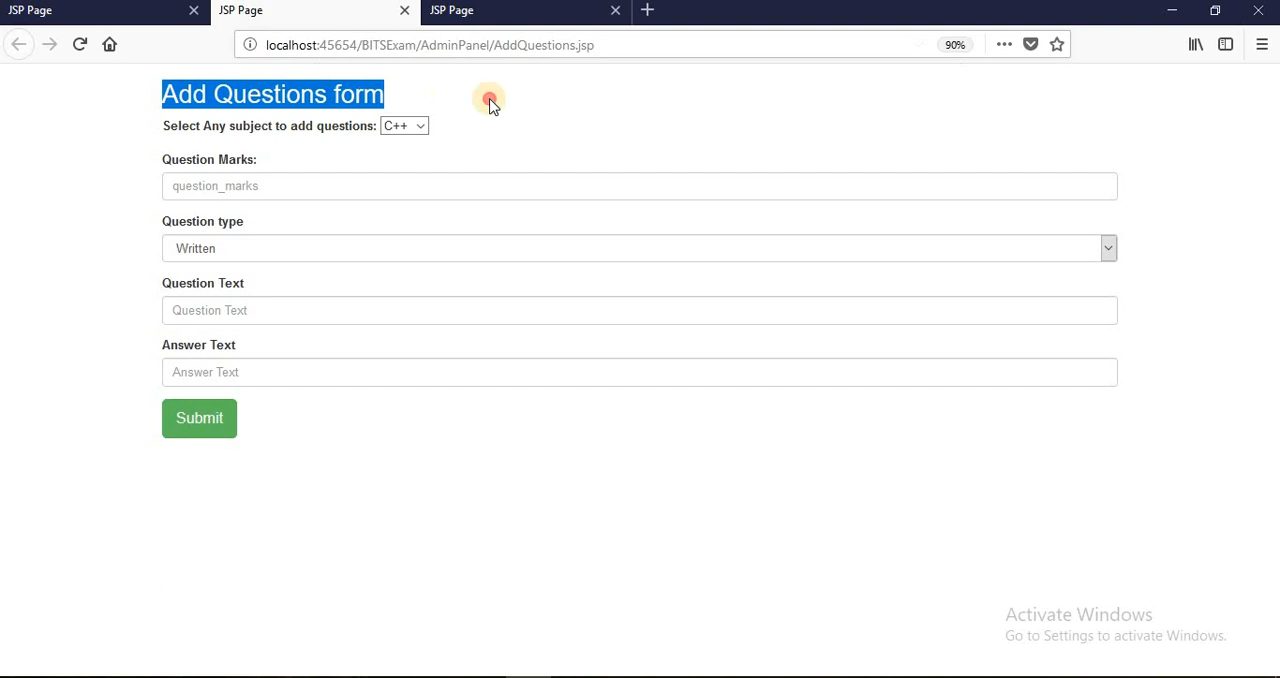 JSP Page
JSP Page
JSP Page
localhost:45654/BITSExam/AdminPanel/AddQuestions.jsp
90%
Add Questions form
Select Any subject to add questions: C++
Question Marks:
question_marks
Question type
Written
Question Text
Question Text
Answer Text
Answer Text
Submit
Activate Windows
Go to Settings to activate Windows.